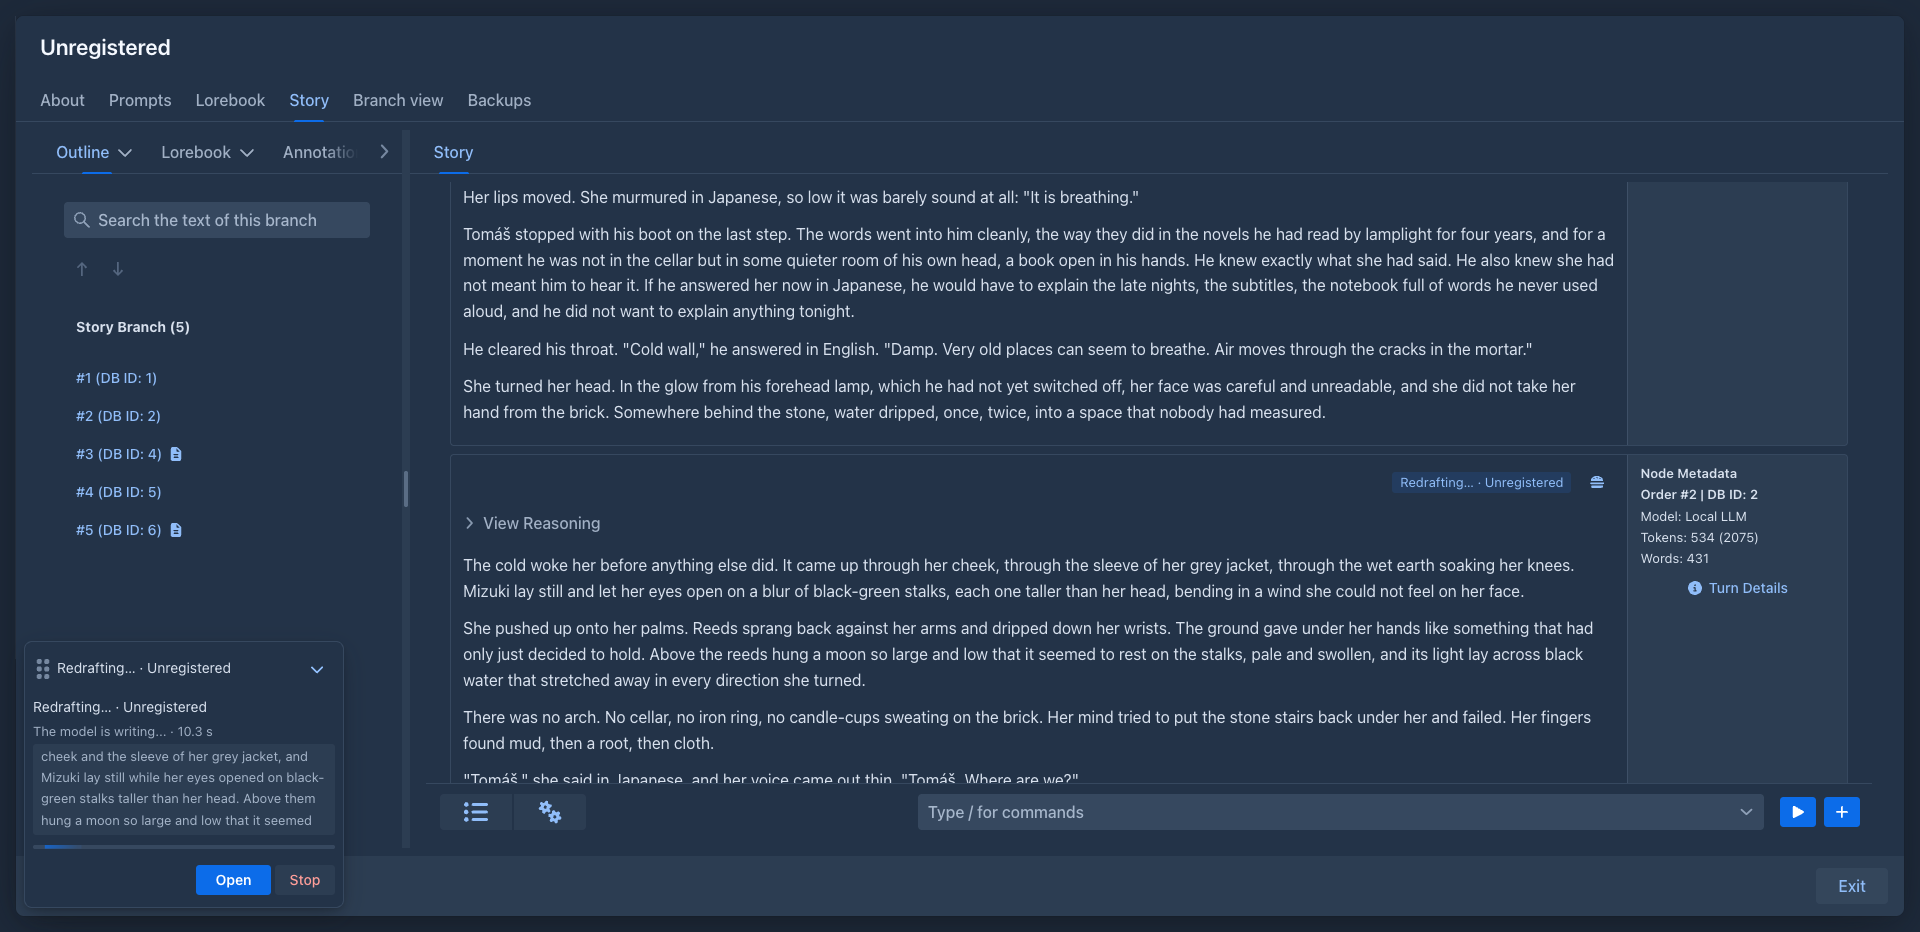 Unregistered
About Prompts Lorebook Story Branch view Backups
Outline Lorebook Annotatio
Search the text of this branch
Story Branch (5)
#1 (DB ID: 1)
#2 (DB ID: 2)
#3 (DB ID: 4)
#4 (DB ID: 5)
#5 (DB ID: 6)
Redrafting... · Unregistered
Redrafting... · Unregistered
The model is writing... · 10.3 s
cheek and the sleeve of her grey jacket, and
Mizuki lay still while her eyes opened on black-
green stalks taller than her head. Above them
hung a moon so large and low that it seemed
Open Stop
Story
Her lips moved. She murmured in Japanese, so low it was barely sound at all: "It is breathing."
Tomáš stopped with his boot on the last step. The words went into him cleanly, the way they did in the novels he had read by lamplight for four years, and for a
moment he was not in the cellar but in some quieter room of his own head, a book open in his hands. He knew exactly what she had said. He also knew she had
not meant him to hear it. If he answered her now in Japanese, he would have to explain the late nights, the subtitles, the notebook full of words he never used
aloud, and he did not want to explain anything tonight.
He cleared his throat. "Cold wall," he answered in English. "Damp. Very old places can seem to breathe. Air moves through the cracks in the mortar."
She turned her head. In the glow from his forehead lamp, which he had not yet switched off, her face was careful and unreadable, and she did not take her
hand from the brick. Somewhere behind the stone, water dripped, once, twice, into a space that nobody had measured.
Redrafting... · Unregistered
View Reasoning
The cold woke her before anything else did. It came up through her cheek, through the sleeve of her grey jacket, through the wet earth soaking her knees.
Mizuki lay still and let her eyes open on a blur of black-green stalks, each one taller than her head, bending in a wind she could not feel on her face.
She pushed up onto her palms. Reeds sprang back against her arms and dripped down her wrists. The ground gave under her hands like something that had
only just decided to hold. Above the reeds hung a moon so large and low that it seemed to rest on the stalks, pale and swollen, and its light lay across black
water that stretched away in every direction she turned.
There was no arch. No cellar, no iron ring, no candle-cups sweating on the brick. Her mind tried to put the stone stairs back under her and failed. Her fingers
found mud, then a root, then cloth.
"Tomáš," she said in Japanese, and her voice came out thin. "Tomáš. Where are we?"
Node Metadata
Order #2 | DB ID: 2
Model: Local LLM
Tokens: 534 (2075)
Words: 431
Turn Details
Type / for commands
Exit